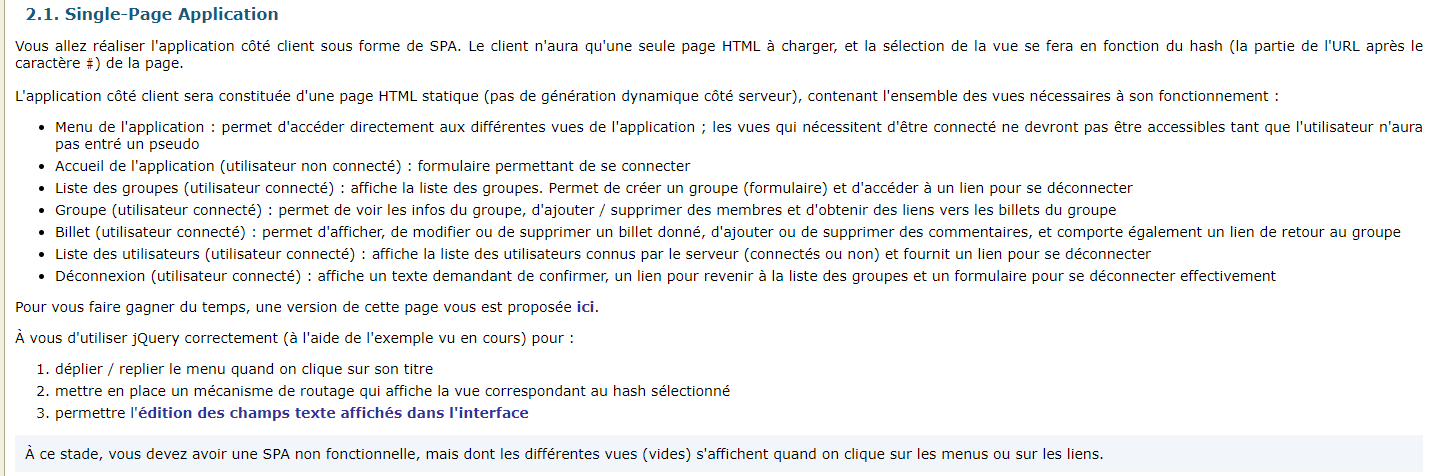 2.1. Single-Page Application
Vous allez réaliser l'application côté client sous forme de SPA. Le client n'aura qu'une seule page HTML à charger, et la sélection de la vue se fera en fonction du hash (la partie de l'URL après le
caractère #) de la page.
L'application côté client sera constituée d'une page HTML statique (pas de génération dynamique côté serveur), contenant l'ensemble des vues nécessaires à son fonctionnement :
• Menu de l'application : permet d'accéder directement aux différentes vues de l'application ; les vues qui nécessitent d'être connecté ne devront pas être accessibles tant que l'utilisateur n'aura
pas entré un pseudo
• Accueil de l'application (utilisateur non connecté) : formulaire permettant de se connecter
• Liste des groupes (utilisateur connecté) : affiche la liste des groupes. Permet de créer un groupe (formulaire) et d'accéder à un lien pour se déconnecter
• Groupe (utilisateur connecté) : permet de voir les infos du groupe, d'ajouter / supprimer des membres et d'obtenir des liens vers les billets du groupe
• Billet (utilisateur connecté) : permet d'afficher, de modifier ou de supprimer un billet donné, d'ajouter ou de supprimer des commentaires, et comporte également un lien de retour au groupe
• Liste des utilisateurs (utilisateur connecté) : affiche la liste des utilisateurs connus par le serveur (connectés ou non) et fournit un lien pour se déconnecter
• Déconnexion (utilisateur connecté) : affiche un texte demandant de confirmer, un lien pour revenir à la liste des groupes et un formulaire pour se déconnecter effectivement
Pour vous faire gagner du temps, une version de cette page vous est proposée ici.
À vous d'utiliser jQuery correctement (à l'aide de l'exemple vu en cours) pour :
1. déplier / replier le menu quand on clique sur son titre
2. mettre en place un mécanisme de routage qui affiche la vue correspondant au hash sélectionné
3. permettre l'édition des champs texte affichés dans l'interface
À ce stade, vous devez avoir une SPA non fonctionnelle, mais dont les différentes vues (vides) s'affichent quand on clique sur les menus ou sur les liens.